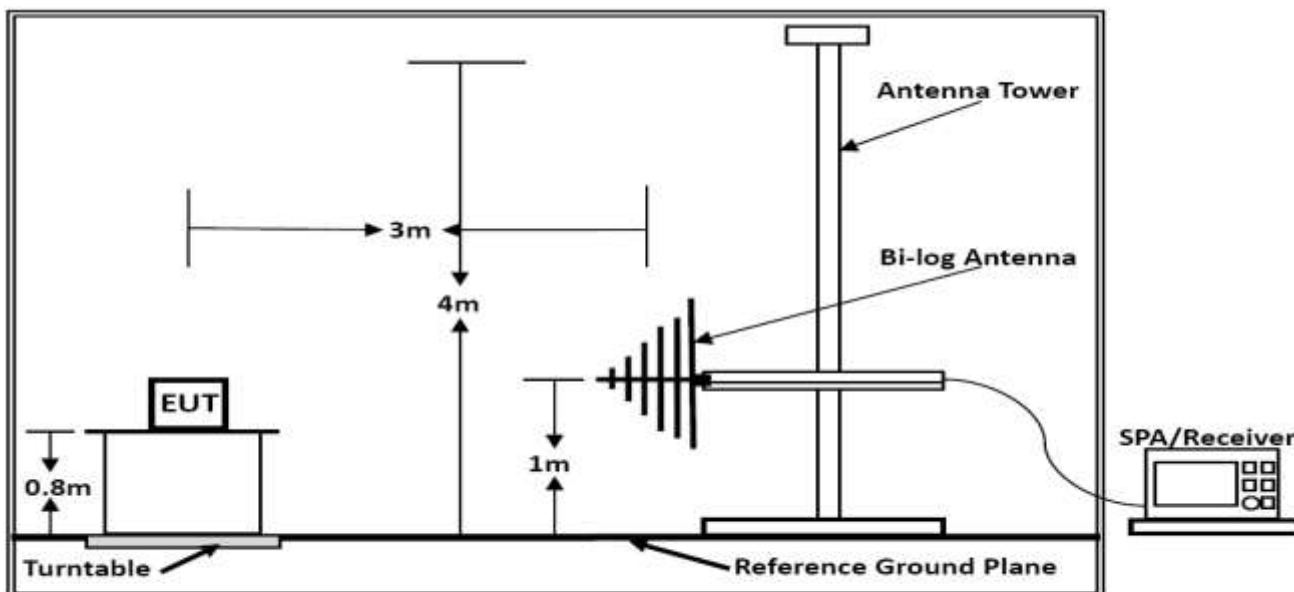 Antenna Tower
3m
Bi-log Antenna
4m
EUT
SPA/Receiver
1m
0.8m
Turntable
Reference Ground Plane